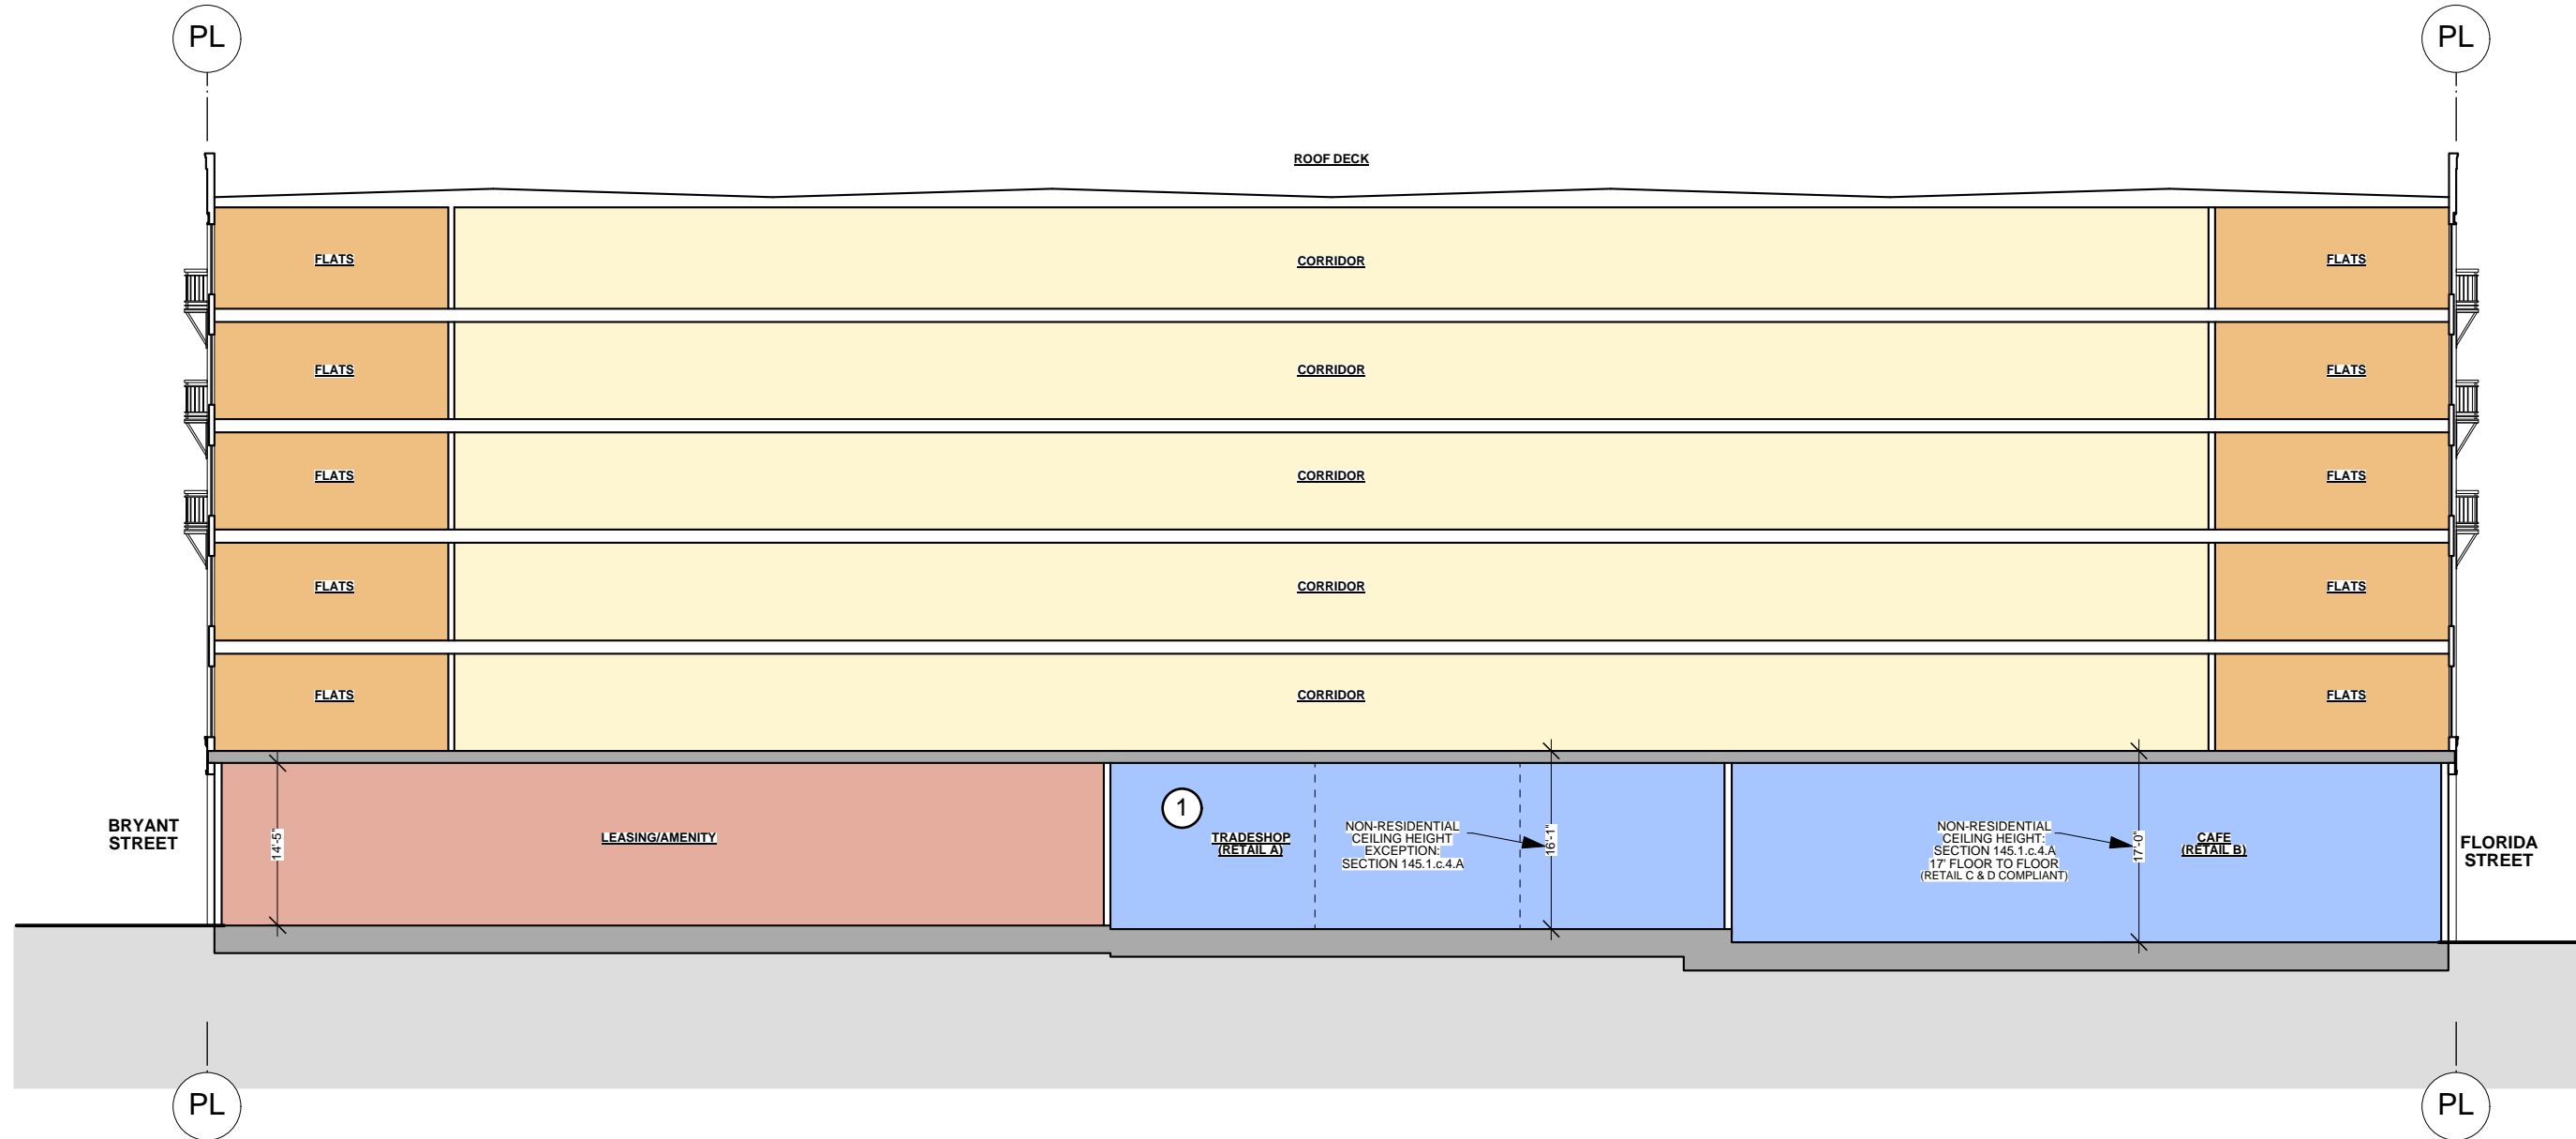 PL
PL
ROOF DECK
FLATS
CORRIDOR
FLATS
FLATS
CORRIDOR
FLATS
FLATS
CORRIDOR
FLATS
FLATS
CORRIDOR
FLATS
FLATS
CORRIDOR
FLATS
BRYANT
STREET
14'-5"
LEASING/AMENITY
1
TRADESHOP
(RETAIL A)
NON-RESIDENTIAL
CEILING HEIGHT
EXCEPTION:
SECTION 145.1.c.4.A
16'-1"
NON-RESIDENTIAL
CEILING HEIGHT:
SECTION 145.1.c.4.A
17' FLOOR TO FLOOR
(RETAIL C & D COMPLIANT)
17'-0"
CAFE
(RETAIL B)
FLORIDA
STREET
PL
PL